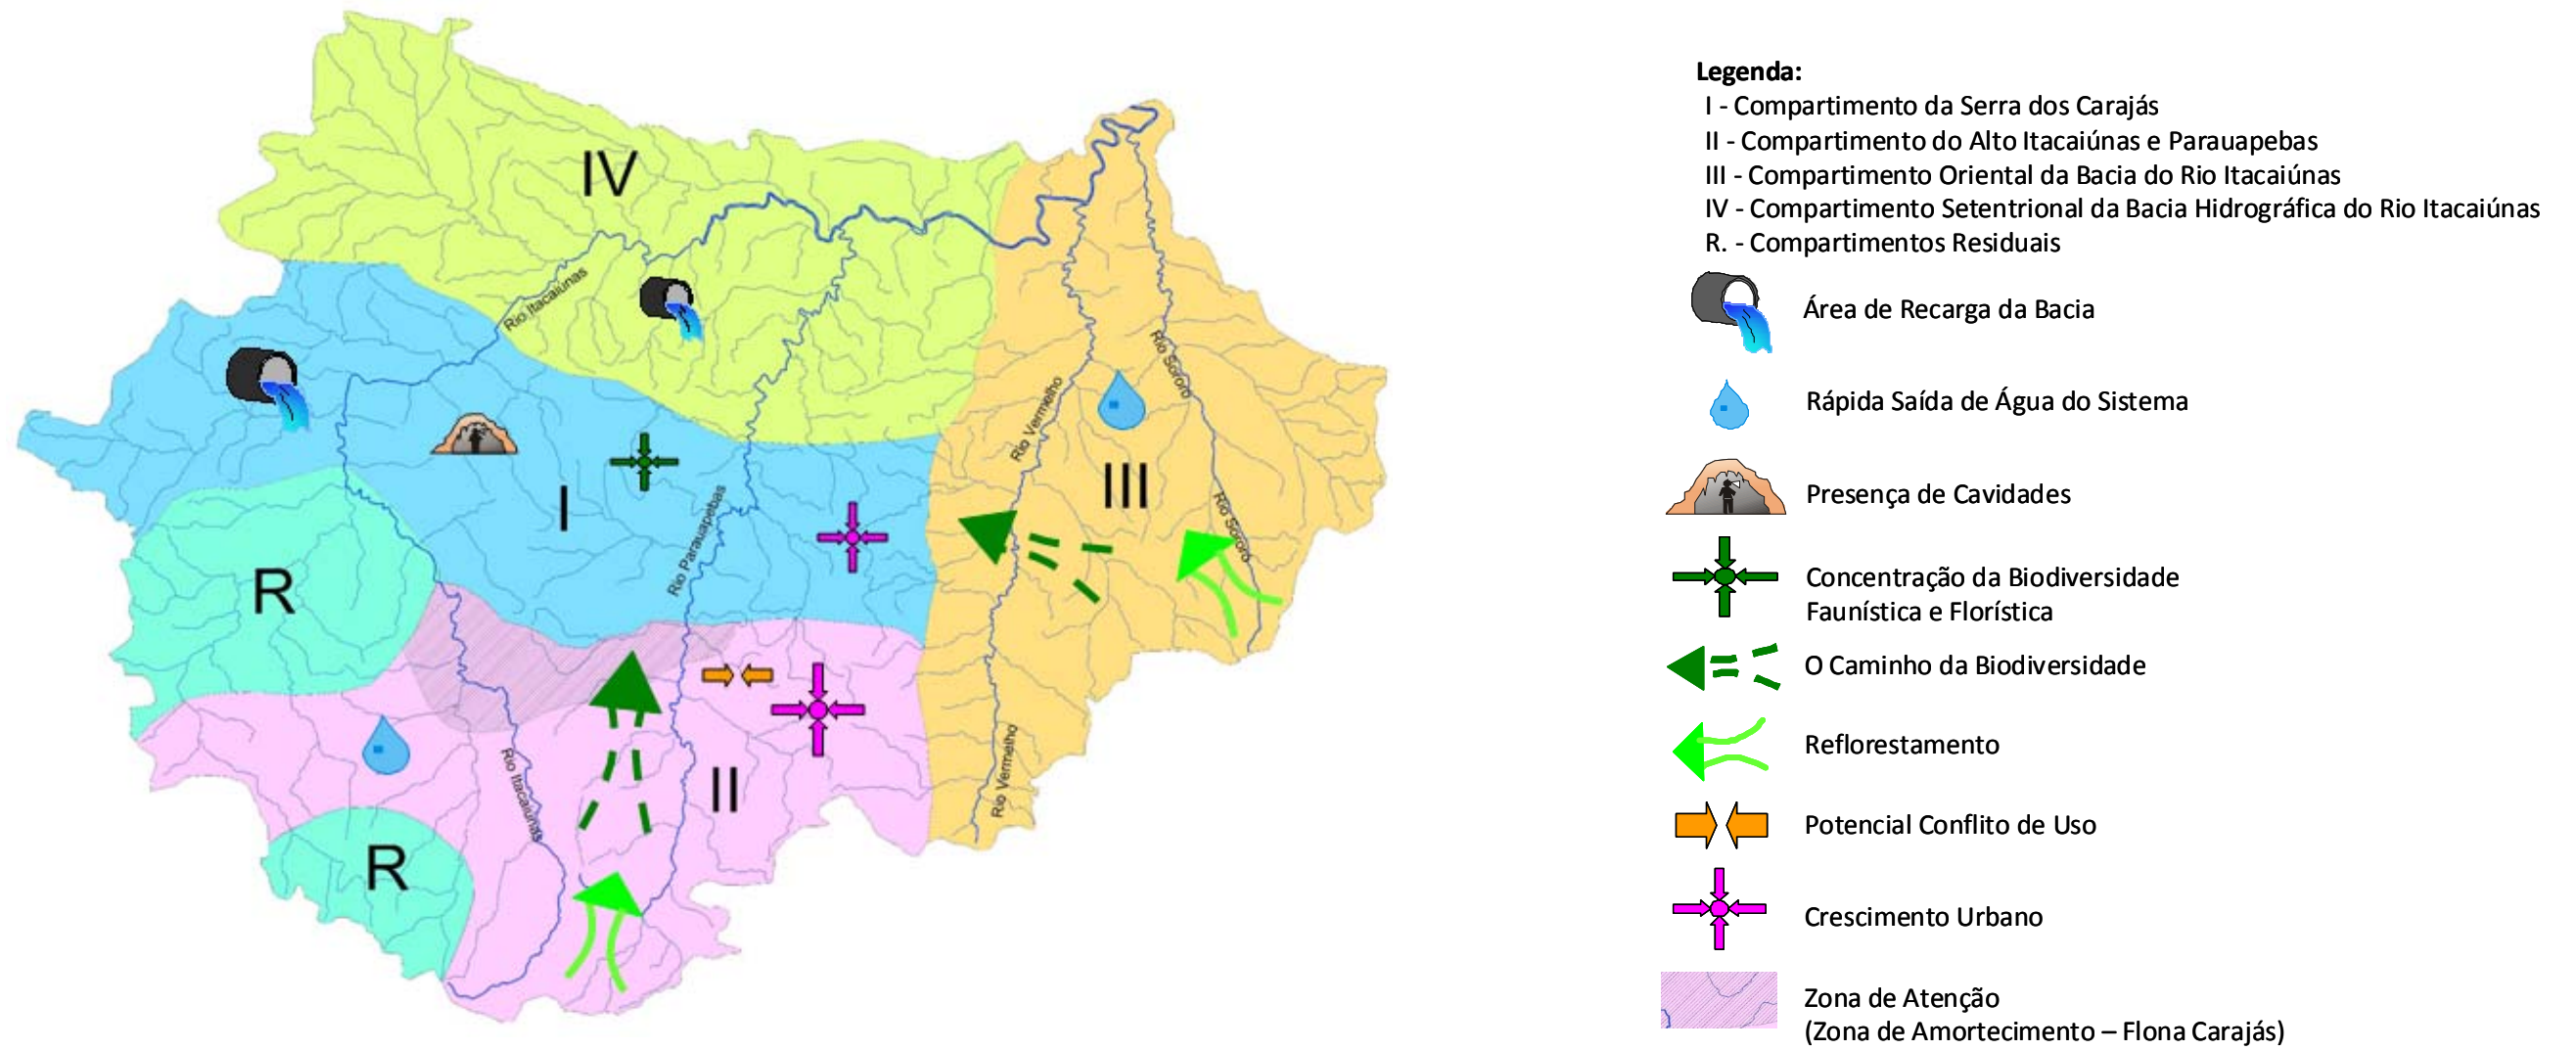 IV
Rio Itacaiúnas
I
Rio Parauapebas
R
R
II
Rio Itacaiúnas
III
Rio Vermelho
Rio Sororó
Rio Sororó
Rio Vermelho
Legenda:
I - Compartimento da Serra dos Carajás
II - Compartimento do Alto Itacaiúnas e Parauapebas
III - Compartimento Oriental da Bacia do Rio Itacaiúnas
IV - Compartimento Setentrional da Bacia Hidrográfica do Rio Itacaiúnas
R. - Compartimentos Residuais
Área de Recarga da Bacia
Rápida Saída de Água do Sistema
Presença de Cavidades
Concentração da Biodiversidade
Faunística e Florística
O Caminho da Biodiversidade
Reflorestamento
Potencial Conflito de Uso
Crescimento Urbano
Zona de Atenção
(Zona de Amortecimento – Flona Carajás)